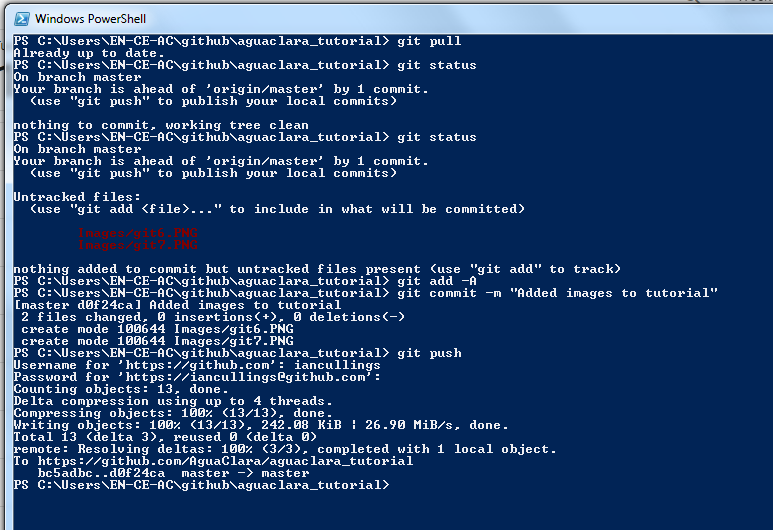 Windows PowerShell
PS C:\Users\EN-CE-AC\github\aguaclara_tutorial> git pull
Already up to date.
PS C:\Users\EN-CE-AC\github\aguaclara_tutorial> git status
On branch master
Your branch is ahead of 'origin/master' by 1 commit.
  (use "git push" to publish your local commits)
nothing to commit, working tree clean
PS C:\Users\EN-CE-AC\github\aguaclara_tutorial> git status
On branch master
Your branch is ahead of 'origin/master' by 1 commit.
  (use "git push" to publish your local commits)
Untracked files:
  (use "git add <file>..." to include in what will be committed)
        Images/git6.PNG
        Images/git7.PNG
nothing added to commit but untracked files present (use "git add" to track)
PS C:\Users\EN-CE-AC\github\aguaclara_tutorial> git add -A
PS C:\Users\EN-CE-AC\github\aguaclara_tutorial> git commit -m "Added images to tutorial"
[master d0f24ca] Added images to tutorial
 2 files changed, 0 insertions(+), 0 deletions(-)
 create mode 100644 Images/git6.PNG
 create mode 100644 Images/git7.PNG
PS C:\Users\EN-CE-AC\github\aguaclara_tutorial> git push
Username for 'https://github.com': iancullings
Password for 'https://iancullings@github.com':
Counting objects: 13, done.
Delta compression using up to 4 threads.
Compressing objects: 100% (13/13), done.
Writing objects: 100% (13/13), 242.08 KiB | 26.90 MiB/s, done.
Total 13 (delta 3), reused 0 (delta 0)
remote: Resolving deltas: 100% (3/3), completed with 1 local object.
To https://github.com/AguaClara/aguaclara_tutorial
   bc5adbc..d0f24ca  master -> master
PS C:\Users\EN-CE-AC\github\aguaclara_tutorial>